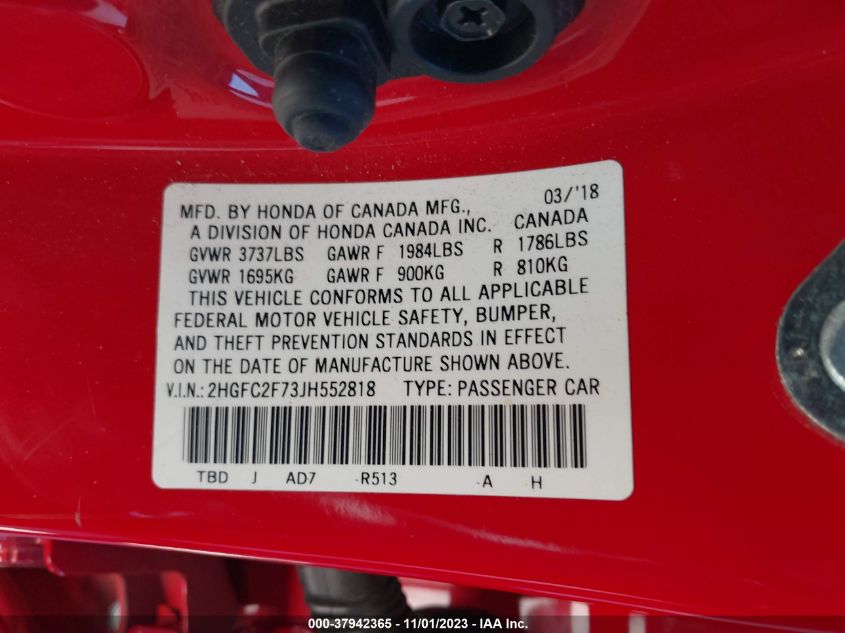 MFD. BY HONDA OF CANADA MFG., 03/'18
A DIVISION OF HONDA CANADA INC. CANADA
GVWR 3737LBS GAWR F 1984LBS R 1786LBS
GVWR 1695KG GAWR F 900KG R 810KG
THIS VEHICLE CONFORMS TO ALL APPLICABLE
FEDERAL MOTOR VEHICLE SAFETY, BUMPER,
AND THEFT PREVENTION STANDARDS IN EFFECT
ON THE DATE OF MANUFACTURE SHOWN ABOVE.
V.I.N.: 2HGFC2F73JH552818 TYPE: PASSENGER CAR
TBD J AD7 -R513 -A H
000-37942365 - 11/01/2023 - IAA Inc.